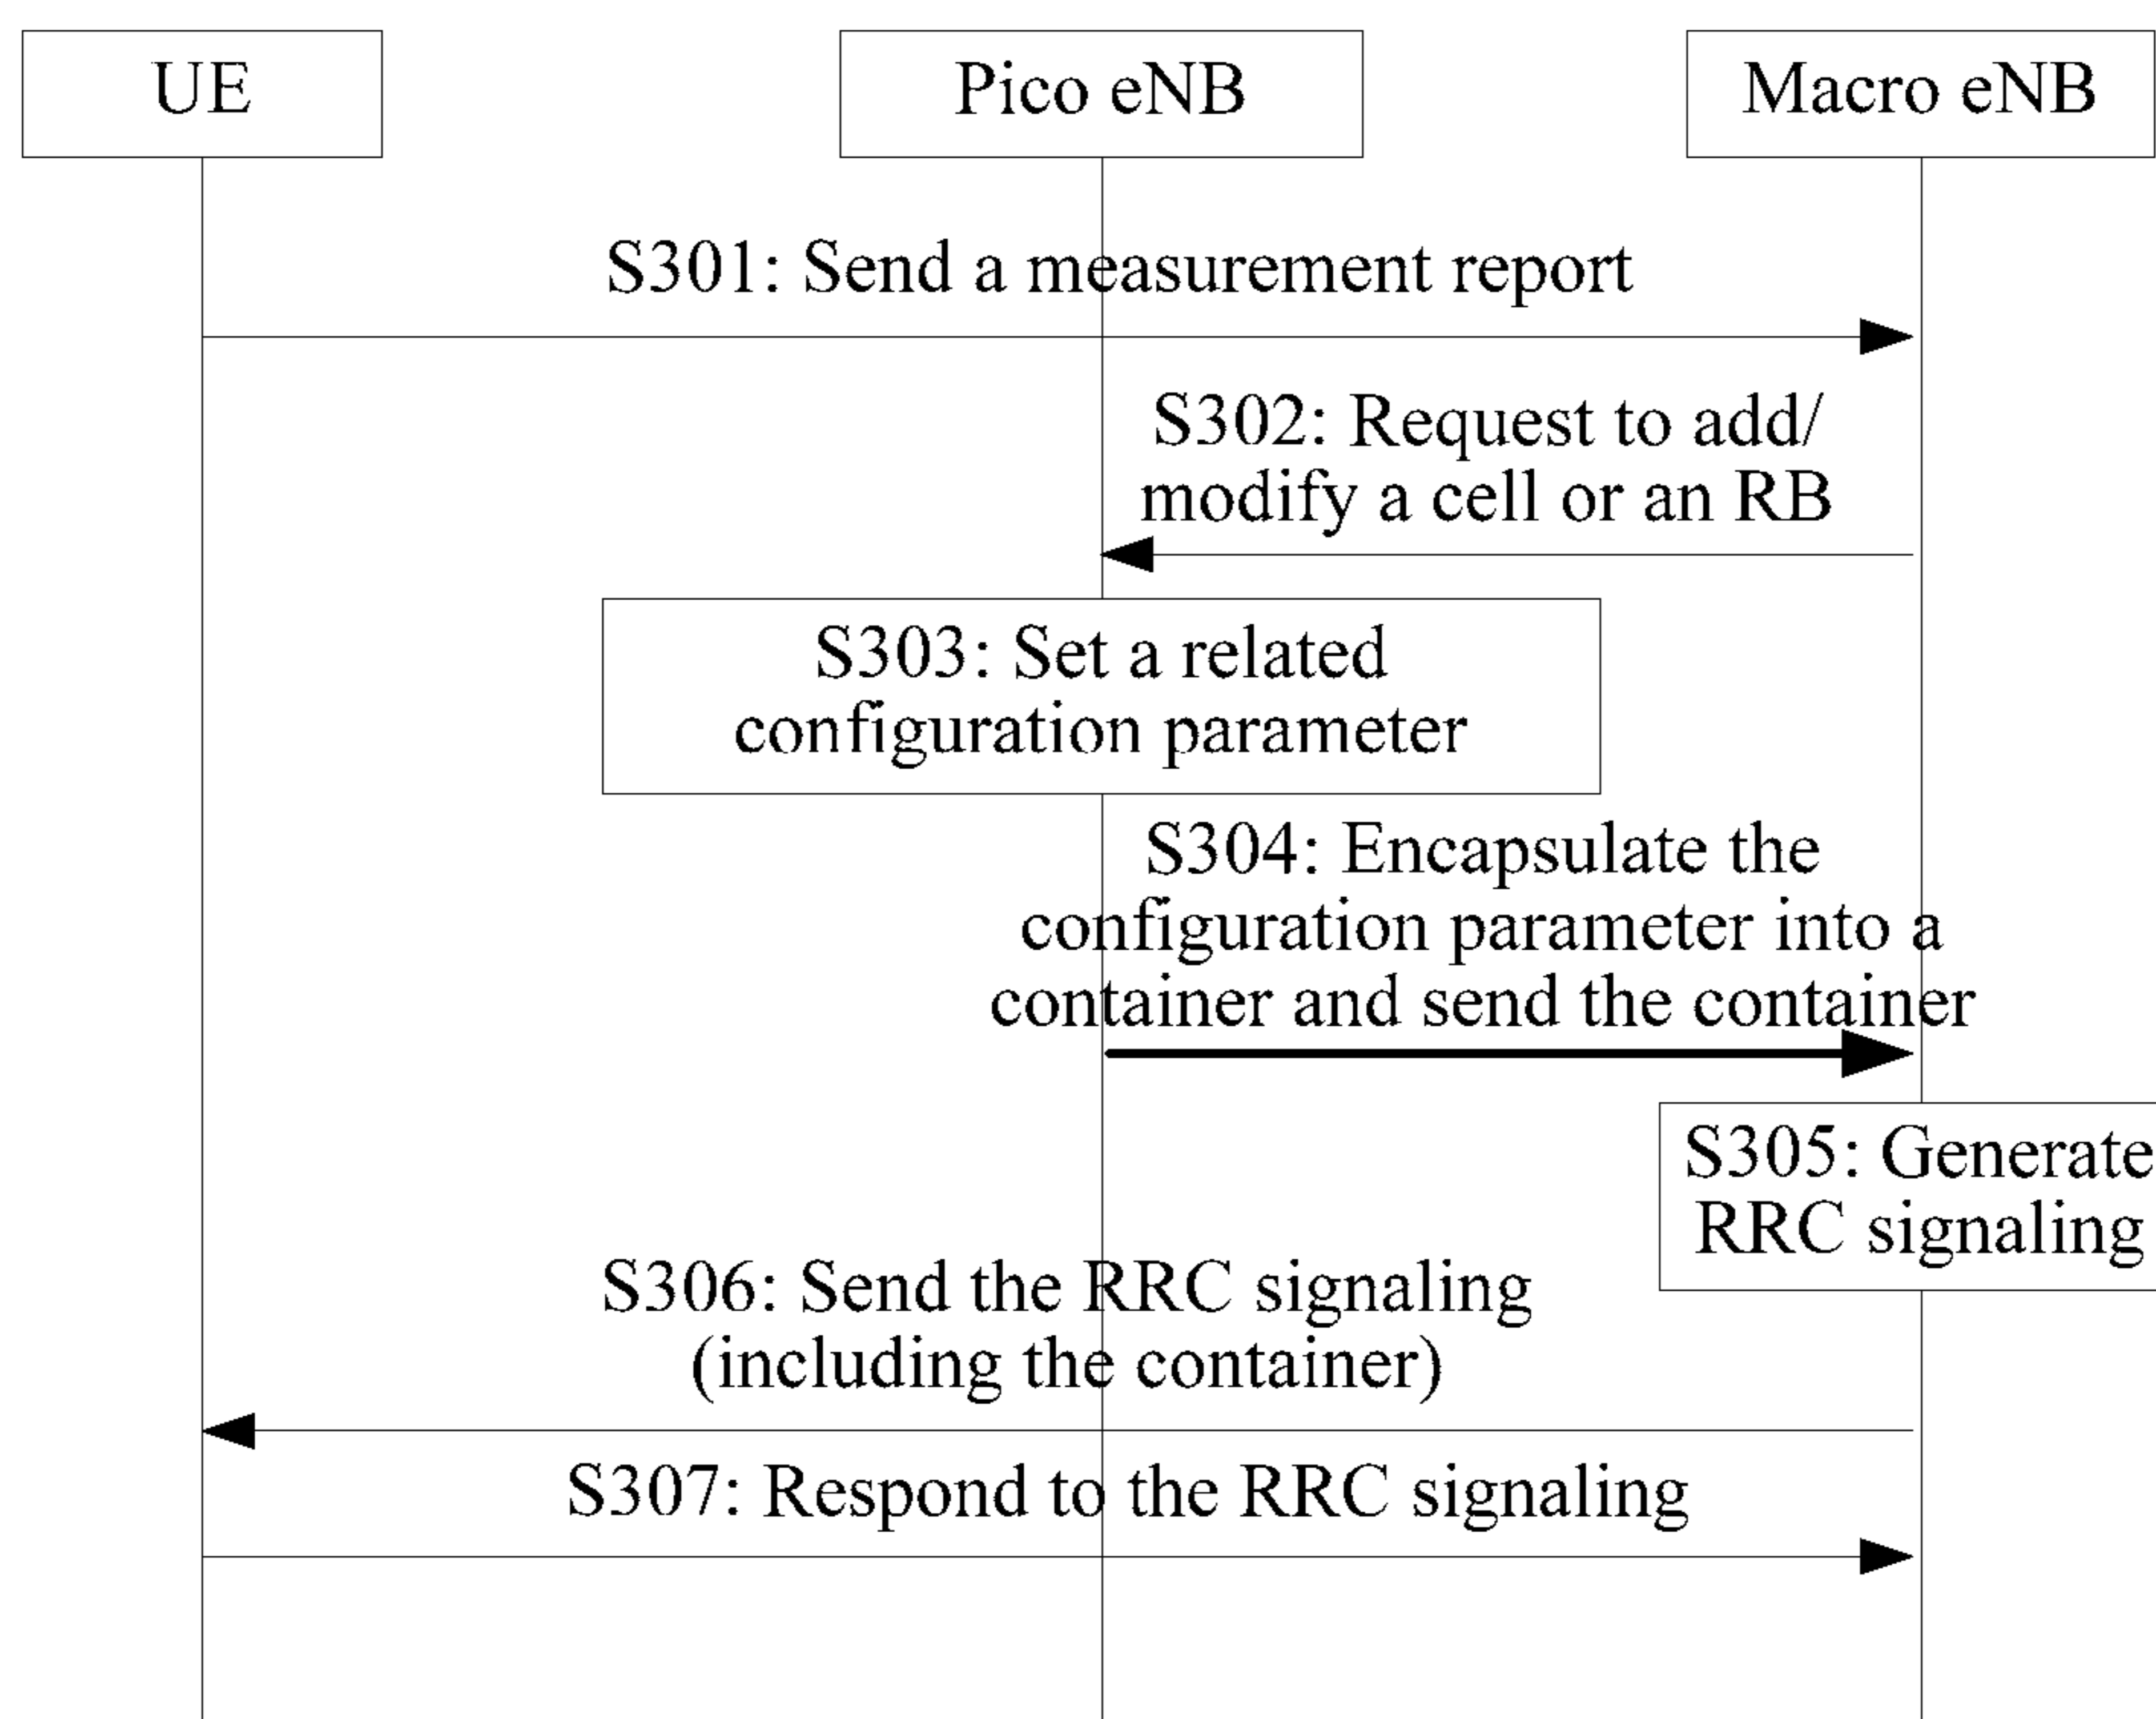 UE
Pico eNB
Macro eNB
S301: Send a measurement report
S302: Request to add/
modify a cell or an RB
S303: Set a related
configuration parameter
S304: Encapsulate the
configuration parameter into a
container and send the container
S305: Generate
RRC signaling
S306: Send the RRC signaling
(including the container)
S307: Respond to the RRC signaling